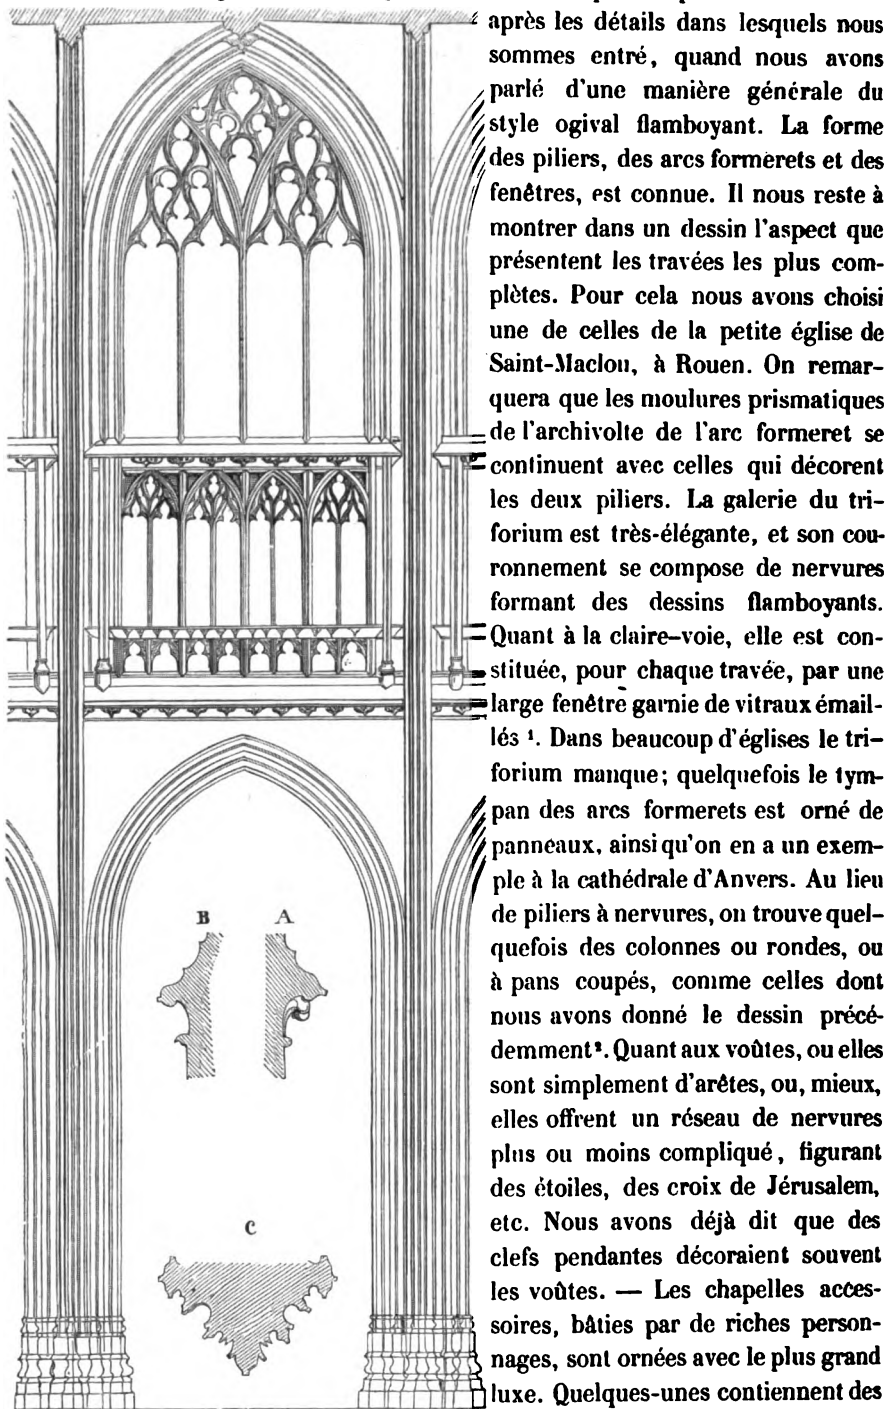 après les détails dans lesquels nous
sommes entré, quand nous avons
parlé d'une manière générale du
style ogival flamboyant. La forme
des piliers, des arcs formerets et des
fenêtres, est connue. Il nous reste à
montrer dans un dessin l'aspect que
présentent les travées les plus com-
plètes. Pour cela nous avons choisi
une de celles de la petite église de
Saint-Maclou, à Rouen. On remar-
quera que les moulures prismatiques
de l'archivolte de l'arc formeret se
continuent avec celles qui décorent
les deux piliers. La galerie du tri-
forium est très-élégante, et son cou-
ronnement se compose de nervures
formant des dessins flamboyants.
Quant à la claire-voie, elle est con-
stituée, pour chaque travée, par une
large fenêtre garnie de vitraux émail-
lés ¹. Dans beaucoup d'églises le tri-
forium manque; quelquefois le tym-
pan des arcs formerets est orné de
panneaux, ainsi qu'on en a un exem-
ple à la cathédrale d'Anvers. Au lieu
de piliers à nervures, on trouve quel-
quefois des colonnes ou rondes, ou
à pans coupés, comme celles dont
nous avons donné le dessin précé-
demment ². Quant aux voûtes, ou elles
sont simplement d'arêtes, ou, mieux,
elles offrent un réseau de nervures
plus ou moins compliqué, figurant
des étoiles, des croix de Jérusalem,
etc. Nous avons déjà dit que des
clefs pendantes décoraient souvent
les voûtes. — Les chapelles acces-
soires, bâties par de riches person-
nages, sont ornées avec le plus grand
luxe. Quelques-unes contiennent des
B A
C